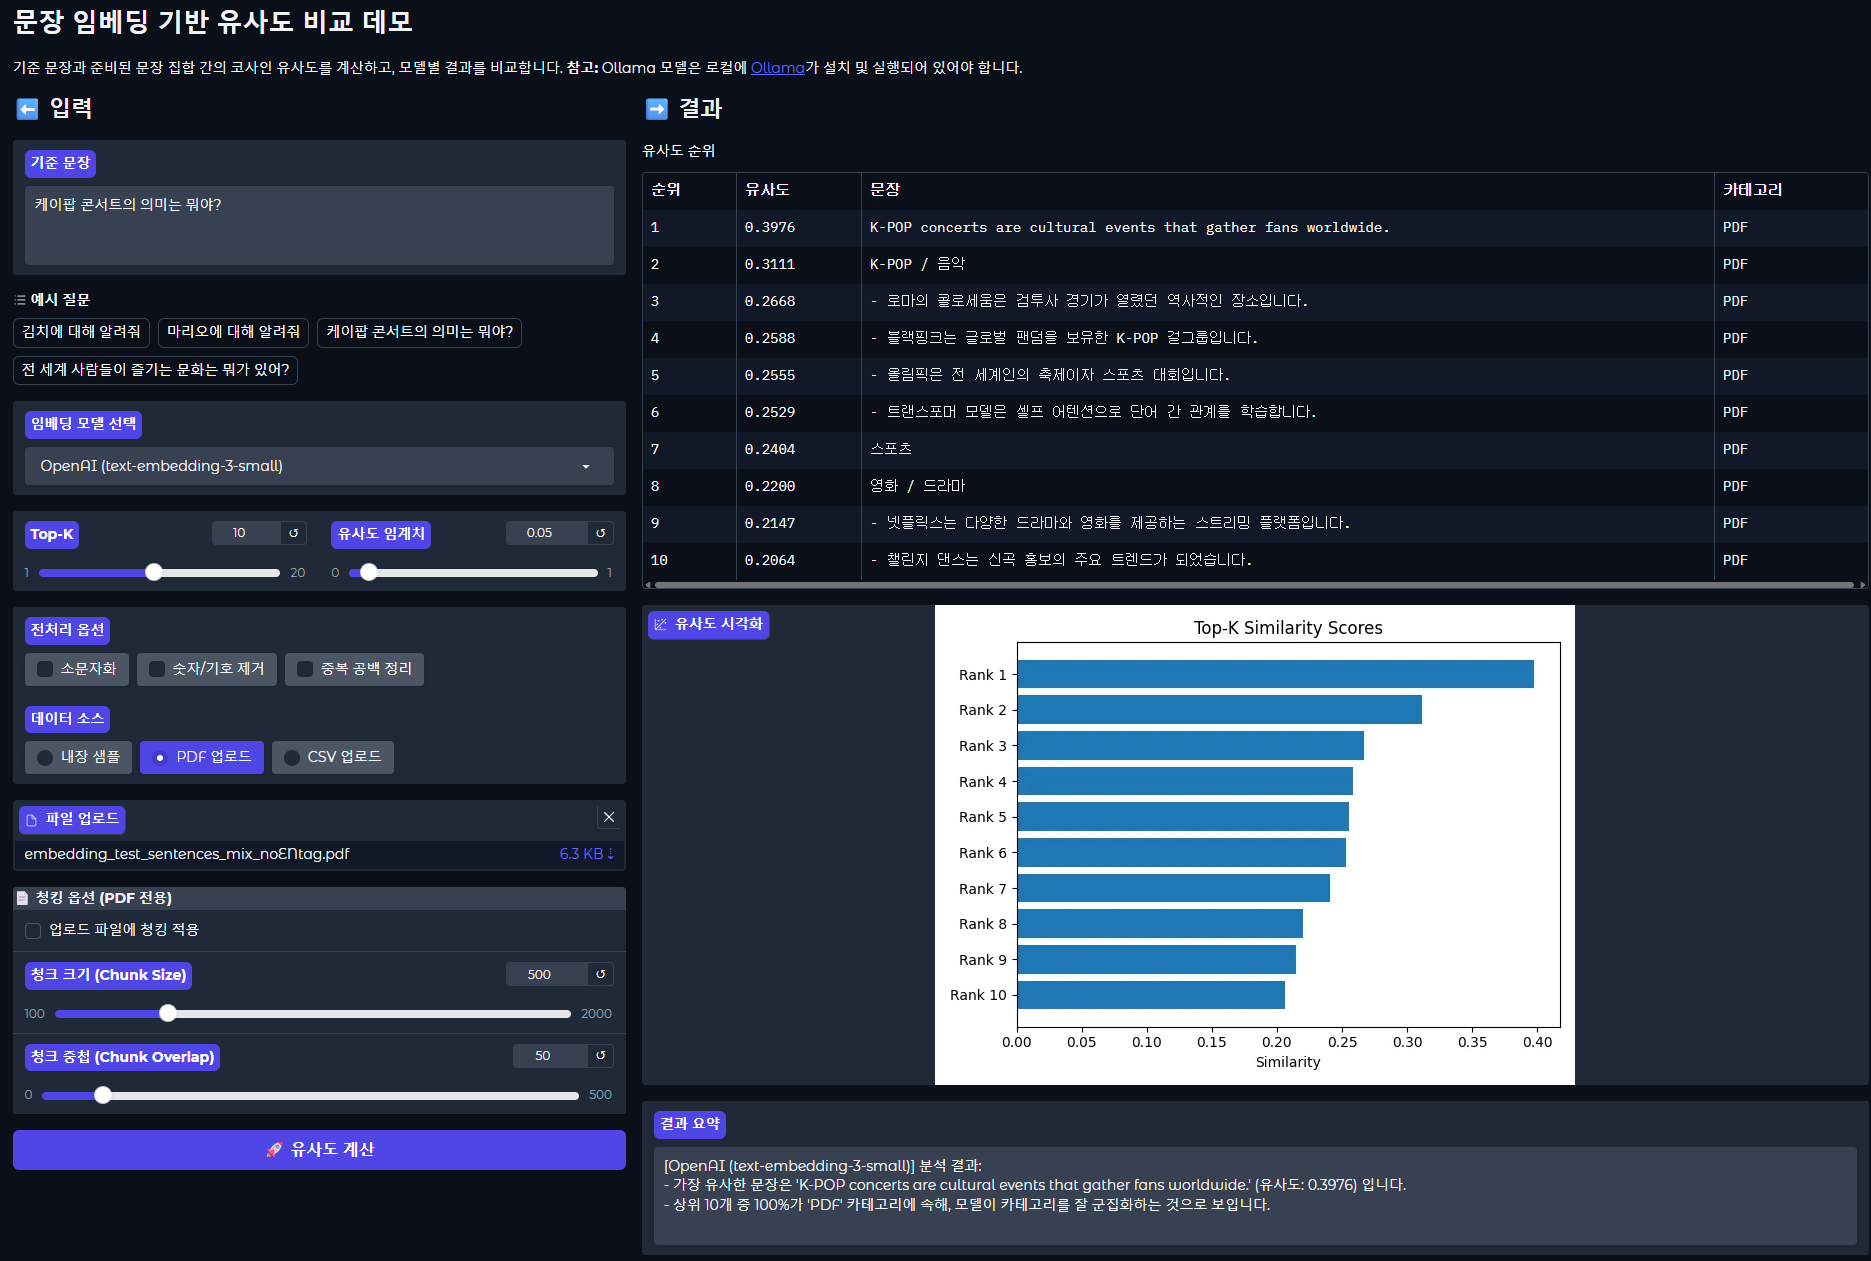 문장 임베딩 기반 유사도 비교 데모
기준 문장과 준비된 문장 집합 간의 코사인 유사도를 계산하고, 모델별 결과를 비교합니다. 참고: Ollama 모델은 로컬에 Ollama가 설치 및 실행되어 있어야 합니다.
입력
기준 문장
케이팝 콘서트의 의미는 뭐야?
예시 질문
김치에 대해 알려줘 마리오에 대해 알려줘 케이팝 콘서트의 의미는 뭐야?
전 세계 사람들이 즐기는 문화는 뭐가 있어?
임베딩 모델 선택
OpenAI (text-embedding-3-small)
Top-K 10 ↺ 유사도 임계치 0.05 ↺
1 20 0 1
전처리 옵션
소문자화 숫자/기호 제거 중복 공백 정리
데이터 소스
내장 샘플 PDF 업로드 CSV 업로드
파일 업로드
embedding_test_sentences_mix_noENtag.pdf 6.3 KB ↓
청킹 옵션 (PDF 전용)
업로드 파일에 청킹 적용
청크 크기 (Chunk Size) 500 ↺
100 2000
청크 중첩 (Chunk Overlap) 50 ↺
0 500
유사도 계산
결과
유사도 순위
순위 유사도 문장 카테고리
1 0.3976 K-POP concerts are cultural events that gather fans worldwide. PDF
2 0.3111 K-POP / 음악 PDF
3 0.2668 - 로마의 콜로세움은 검투사 경기가 열렸던 역사적인 장소입니다. PDF
4 0.2588 - 블랙핑크는 글로벌 팬덤을 보유한 K-POP 걸그룹입니다. PDF
5 0.2555 - 올림픽은 전 세계인의 축제이자 스포츠 대회입니다. PDF
6 0.2529 - 트랜스포머 모델은 셀프 어텐션으로 단어 간 관계를 학습합니다. PDF
7 0.2404 스포츠 PDF
8 0.2200 영화 / 드라마 PDF
9 0.2147 - 넷플릭스는 다양한 드라마와 영화를 제공하는 스트리밍 플랫폼입니다. PDF
10 0.2064 - 챌린지 댄스는 신곡 홍보의 주요 트렌드가 되었습니다. PDF
유사도 시각화
Top-K Similarity Scores
Rank 1
Rank 2
Rank 3
Rank 4
Rank 5
Rank 6
Rank 7
Rank 8
Rank 9
Rank 10
0.00 0.05 0.10 0.15 0.20 0.25 0.30 0.35 0.40
Similarity
결과 요약
[OpenAI (text-embedding-3-small)] 분석 결과:
- 가장 유사한 문장은 'K-POP concerts are cultural events that gather fans worldwide.' (유사도: 0.3976) 입니다.
- 상위 10개 중 100%가 'PDF' 카테고리에 속해, 모델이 카테고리를 잘 군집화하는 것으로 보입니다.